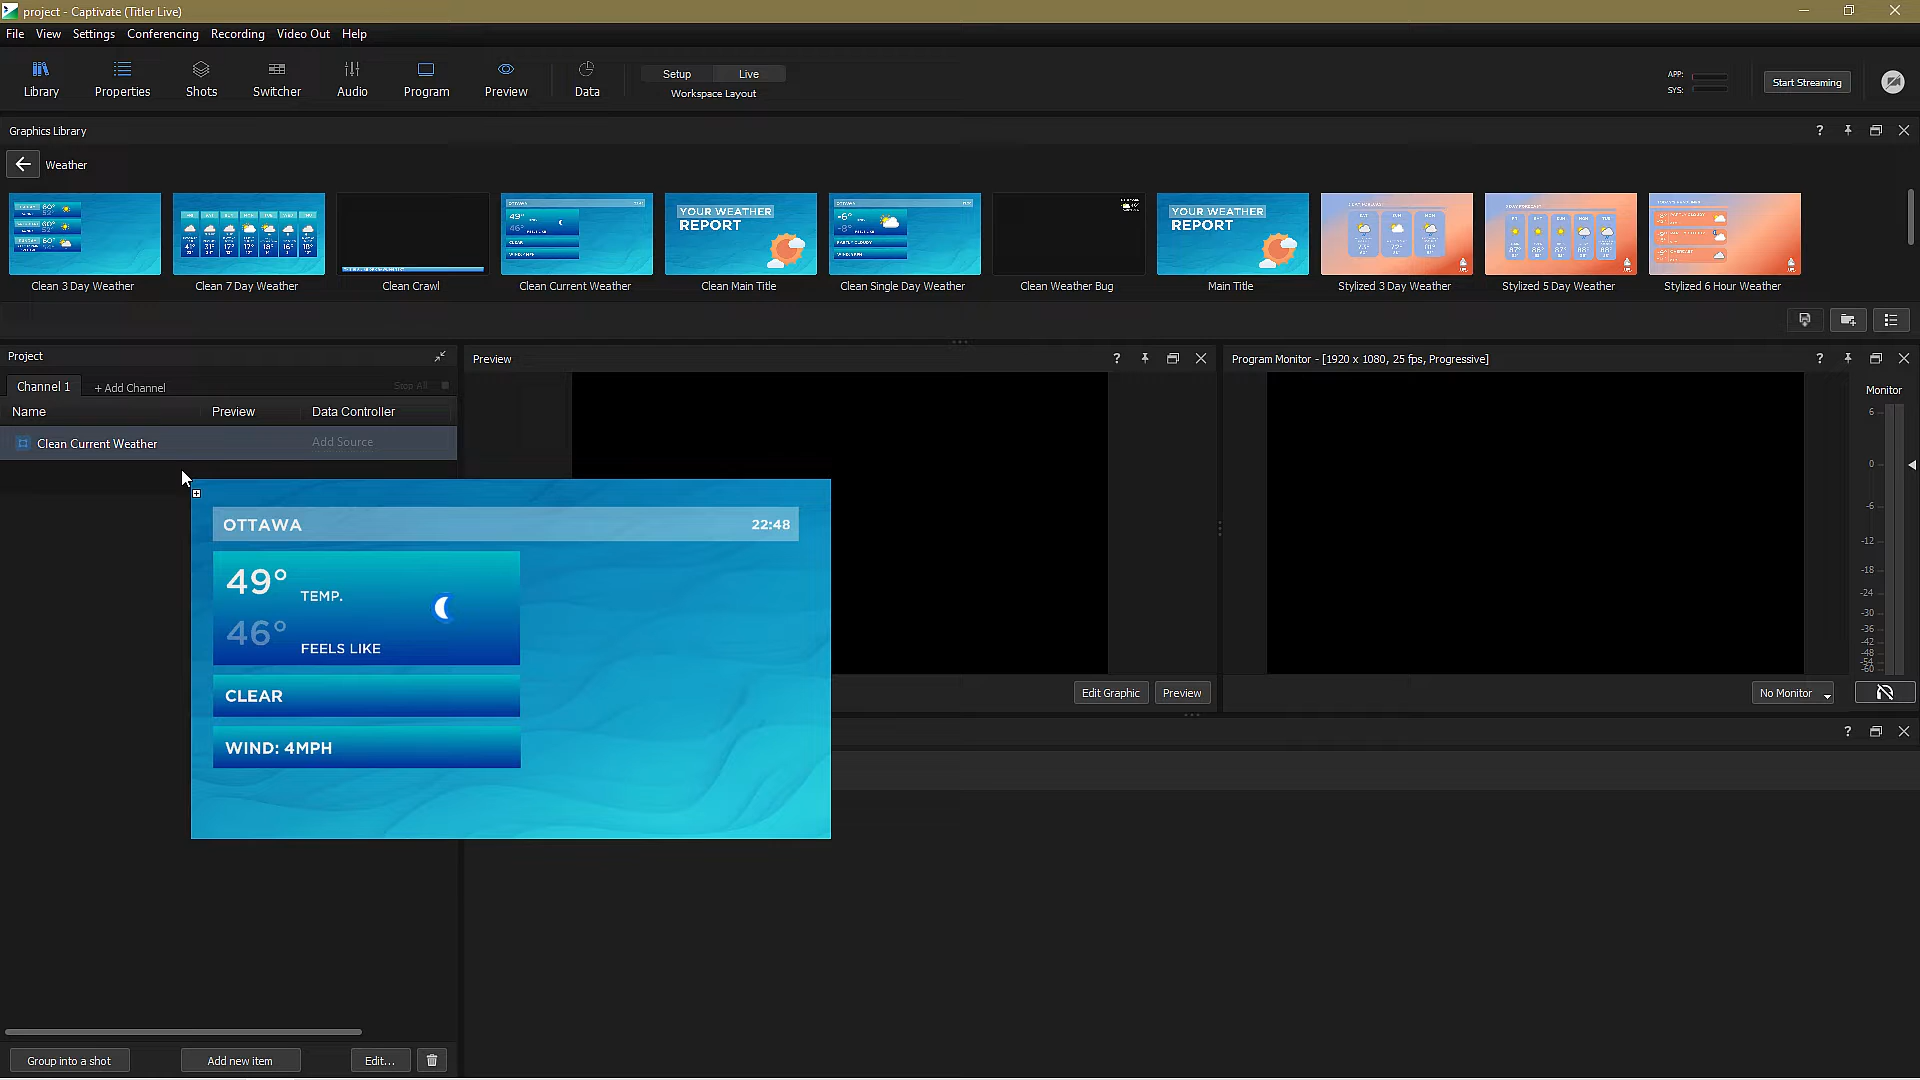 project - Captivate (Titler Live)
File View Settings Conferencing Recording Video Out Help
Library Properties Shots Switcher Audio Program Preview Data
Setup Live
Workspace Layout
APP:
SYS:
Start Streaming
Graphics Library
?
Weather
YOUR WEATHER
REPORT
YOUR WEATHER
REPORT
Clean 3 Day Weather Clean 7 Day Weather Clean Crawl Clean Current Weather Clean Main Title Clean Single Day Weather Clean Weather Bug Main Title Stylized 3 Day Weather Stylized 5 Day Weather Stylized 6 Hour Weather
Project
Channel 1 + Add Channel Stop All
Name Preview Data Controller
Clean Current Weather Add Source
Preview ?
Program Monitor - [1920 x 1080, 25 fps, Progressive] ?
Monitor
6
0
-6
-12
-18
-24
-30
-36
-42
-48
-54
-60
OTTAWA 22:48
49° TEMP.
46° FEELS LIKE
CLEAR
WIND: 4MPH
Edit Graphic Preview
No Monitor
?
Group into a shot Add new item Edit...